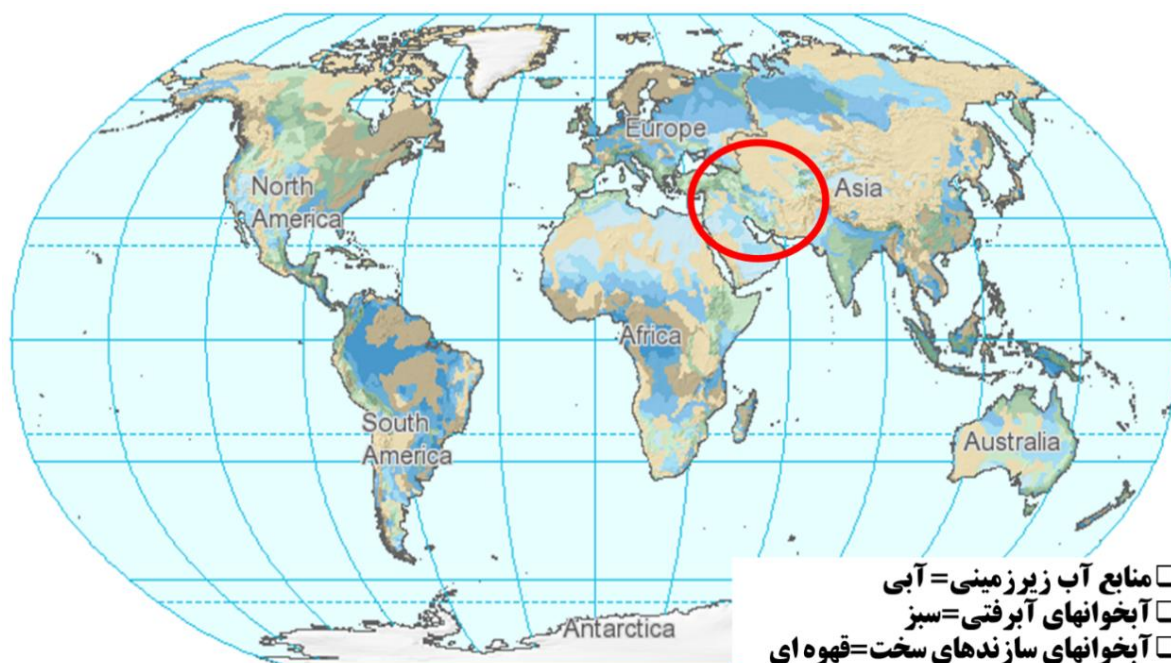 Europe
Asia
North
America
Africa
South
America
Australia
Antarctica
□منابع آب زیرزمینی=آبی
□آبخوانهای آبرفتی=سبز
□آبخوانهای سازندهای سخت=قهوه ای